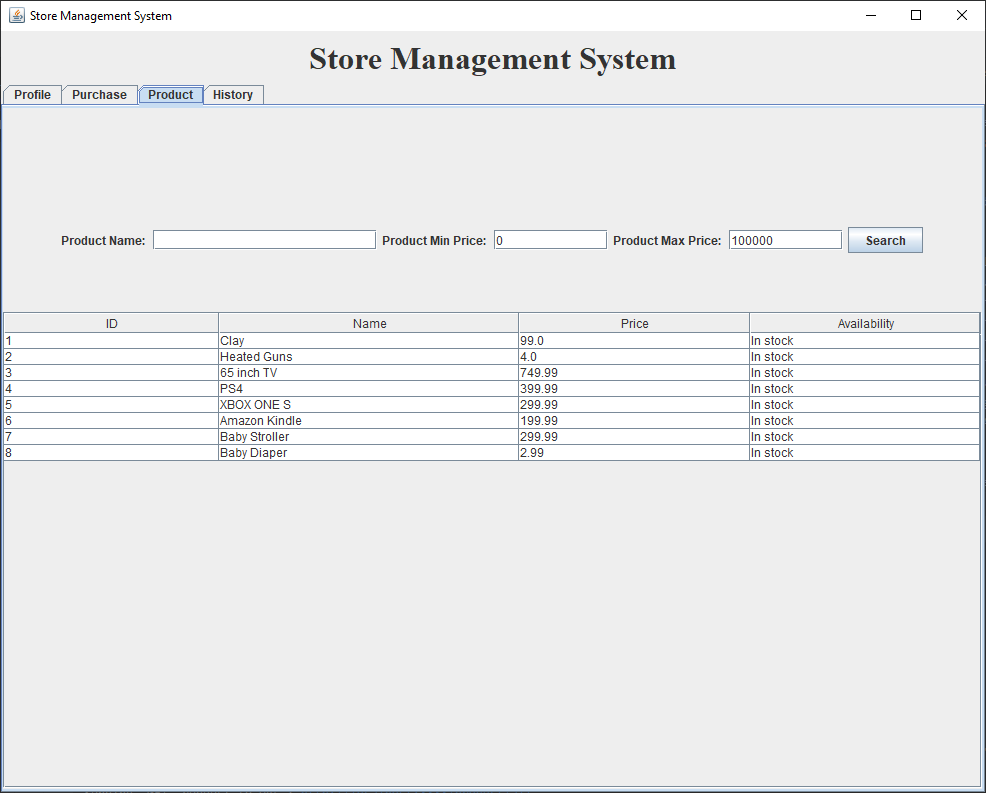 Store Management System
Store Management System
Profile Purchase Product History
Product Name: Product Min Price: 0 Product Max Price: 100000 Search
ID Name Price Availability
1 Clay 99.0 In stock
2 Heated Guns 4.0 In stock
3 65 inch TV 749.99 In stock
4 PS4 399.99 In stock
5 XBOX ONE S 299.99 In stock
6 Amazon Kindle 199.99 In stock
7 Baby Stroller 299.99 In stock
8 Baby Diaper 2.99 In stock